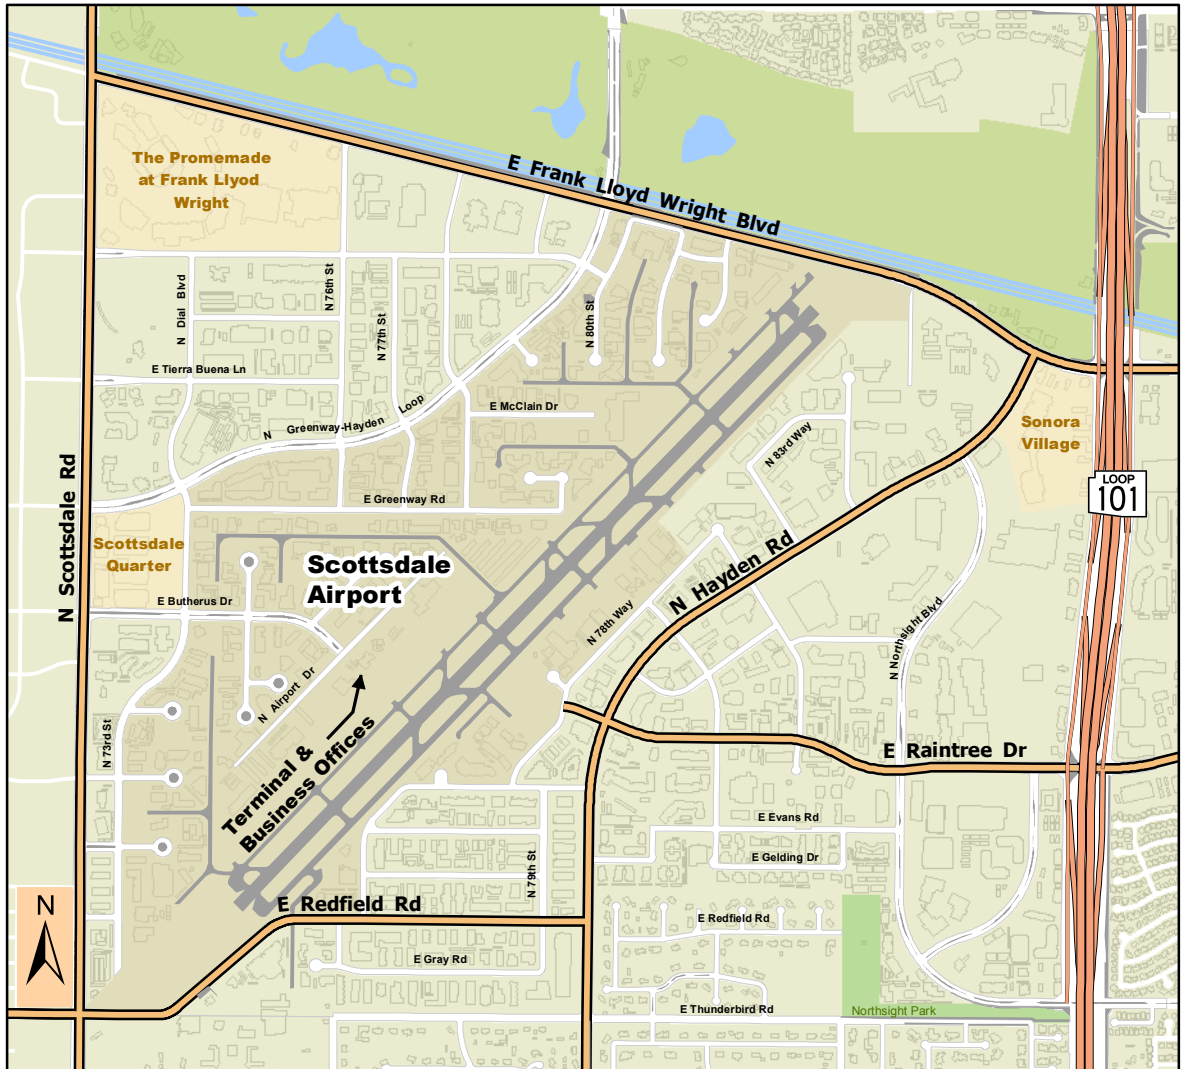 E Frank Lloyd Wright Blvd
The Promemade
at Frank Llyod
Wright
N Dial Blvd
N 76th St
N 77th St
N 80th St
E Tierra Buena Ln
N Greenway-Hayden Loop
E McClain Dr
N 83rd Way
Sonora
Village
LOOP
101
N Scottsdale Rd
E Greenway Rd
Scottsdale
Quarter
Scottsdale
Airport
E Butherus Dr
N Hayden Rd
N 78th Way
N Northsight Blvd
N Airport Dr
N 73rd St
Terminal &
Business Offices
E Raintree Dr
E Evans Rd
E Gelding Dr
N 79th St
E Redfield Rd
E Redfield Rd
N
E Gray Rd
E Thunderbird Rd
Northsight Park